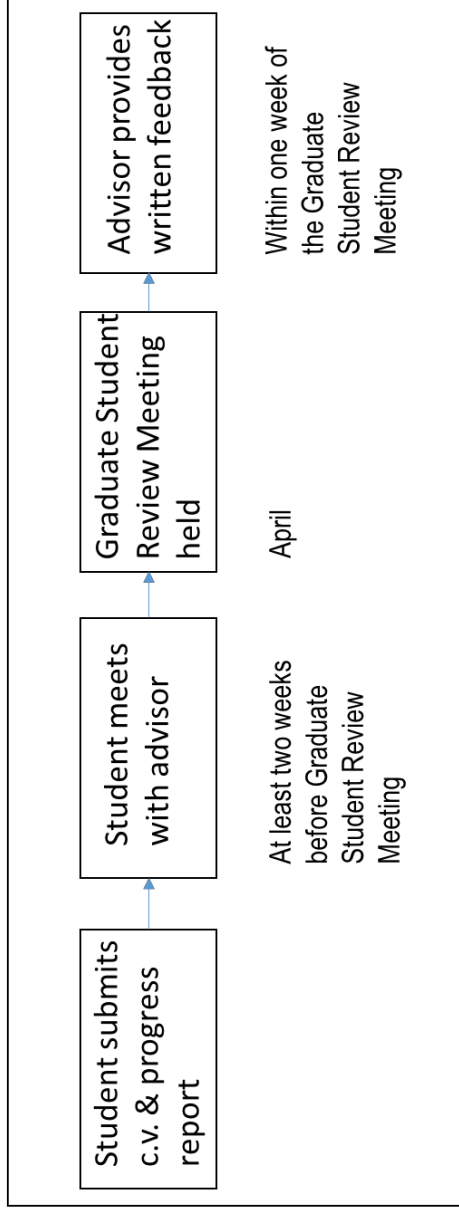 Student submits
c.v. & progress
report
Student meets
with advisor
At least two weeks
before Graduate
Student Review
Meeting
Graduate Student
Review Meeting
held
April
Advisor provides
written feedback
Within one week of
the Graduate
Student Review
Meeting